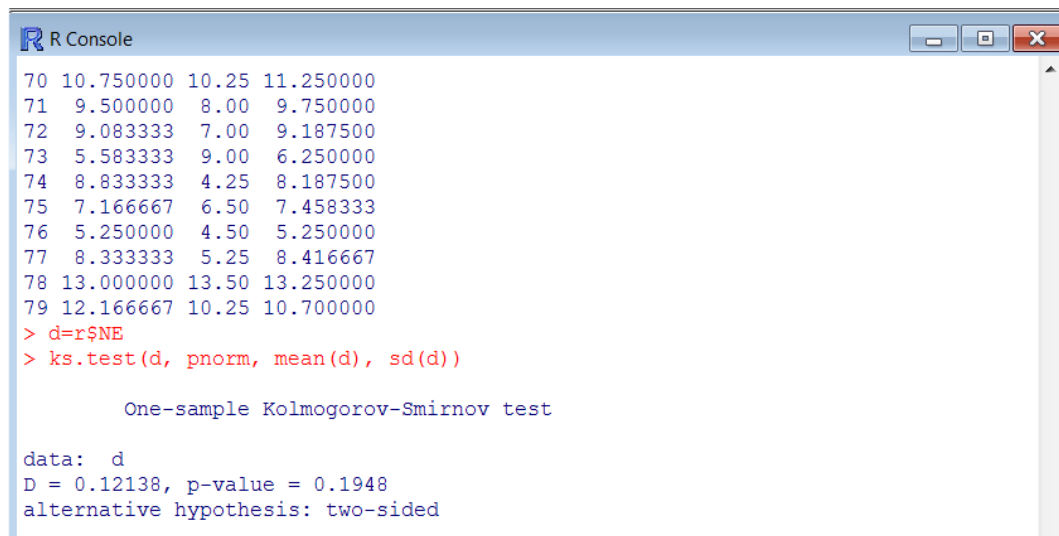 R Console
70 10.750000 10.25 11.250000
71  9.500000  8.00  9.750000
72  9.083333  7.00  9.187500
73  5.583333  9.00  6.250000
74  8.833333  4.25  8.187500
75  7.166667  6.50  7.458333
76  5.250000  4.50  5.250000
77  8.333333  5.25  8.416667
78 13.000000 13.50 13.250000
79 12.166667 10.25 10.700000
> d=r$NE
> ks.test(d, pnorm, mean(d), sd(d))
One-sample Kolmogorov-Smirnov test
data:  d
D = 0.12138, p-value = 0.1948
alternative hypothesis: two-sided